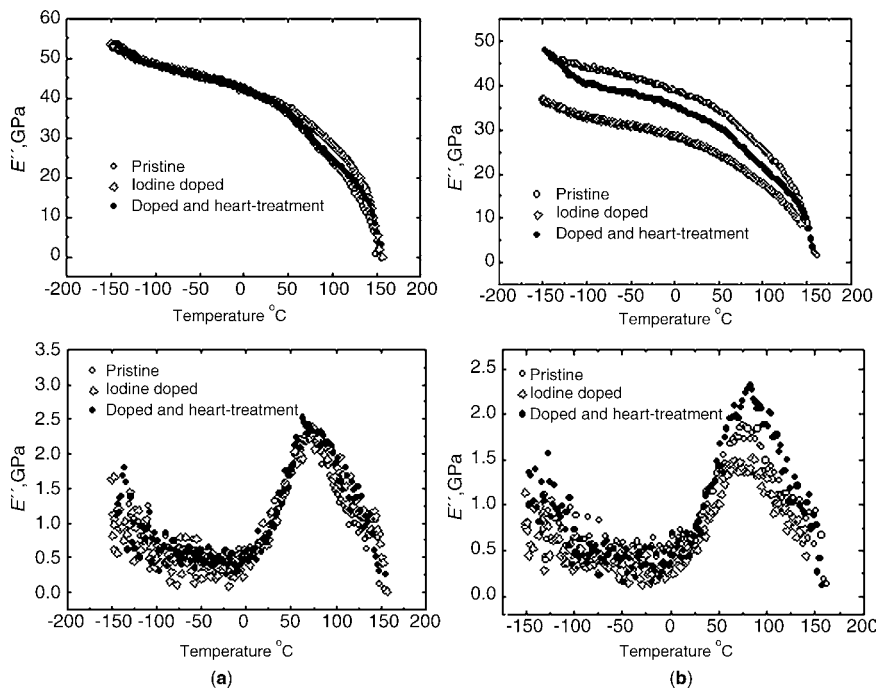 60
50
40
30
20
10
0
E´´,GPa
Pristine
Iodine doped
Doped and heart-treatment
-200 -150 -100 -50 0 50 100 150 200
Temperature °C
50
40
30
20
10
0
E´´,GPa
Pristine
Iodine doped
Doped and heart-treatment
-200 -150 -100 -50 0 50 100 150 200
Temperature °C
3.5
3.0
2.5
2.0
1.5
1.0
0.5
0.0
E´´,GPa
Pristine
Iodine doped
Doped and heart-treatment
-200 -150 -100 -50 0 50 100 150 200
Temperature °C
(a)
2.5
2.0
1.5
1.0
0.5
0.0
E´´,GPa
Pristine
Iodine doped
Doped and heart-treatment
-150 -100 -50 0 50 100 150 200
Temperature °C
(b)